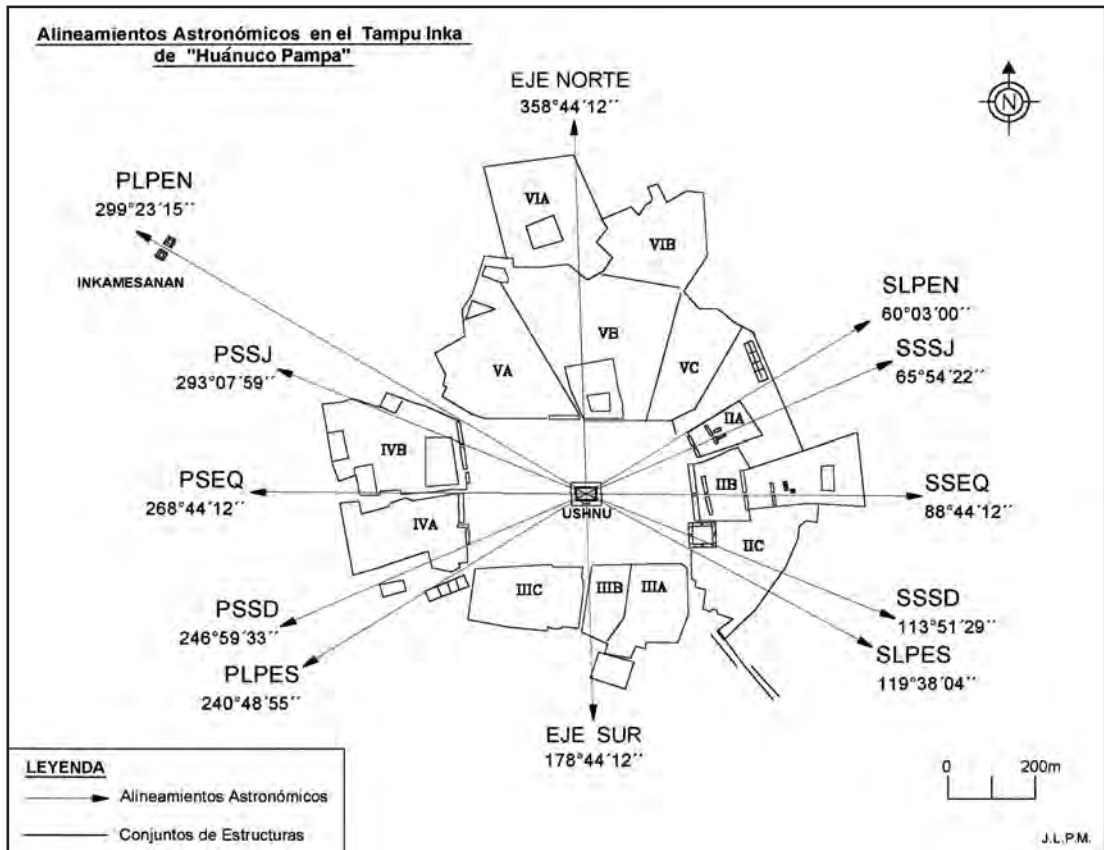 Alineamientos Astronómicos en el Tampu Inka
de "Huánuco Pampa"
EJE NORTE
358°44´12´´
N
PLPEN
299°23´15´´
INKAMESANAN
VIA
VIB
SLPEN
60°03´00´´
PSSJ
293°07´59´´
VA
VB
VC
SSSJ
65°54´22´´
IIA
IVB
IIB
PSEQ
268°44´12´´
USHNU
SSEQ
88°44´12´´
IVA
IIC
PSSD
246°59´33´´
IIIC
IIIB
IIIA
SSSD
113°51´29´´
PLPES
240°48´55´´
SLPES
119°38´04´´
EJE SUR
178°44´12´´
LEYENDA
Alineamientos Astronómicos
Conjuntos de Estructuras
0 200m
J.L.P.M.